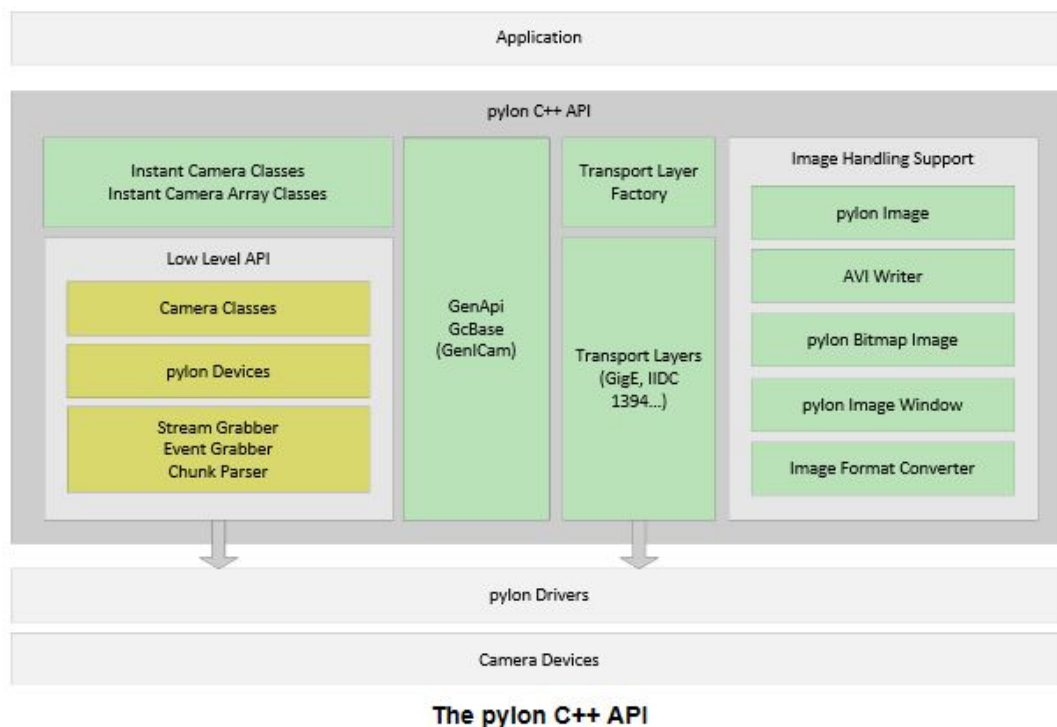 Application
pylon C++ API
Instant Camera Classes
Instant Camera Array Classes
Low Level API
Camera Classes
pylon Devices
Stream Grabber
Event Grabber
Chunk Parser
GenApi
GcBase
(GenICam)
Transport Layer
Factory
Transport Layers
(GigE, IIDC
1394...)
Image Handling Support
pylon Image
AVI Writer
pylon Bitmap Image
pylon Image Window
Image Format Converter
pylon Drivers
Camera Devices
The pylon C++ API